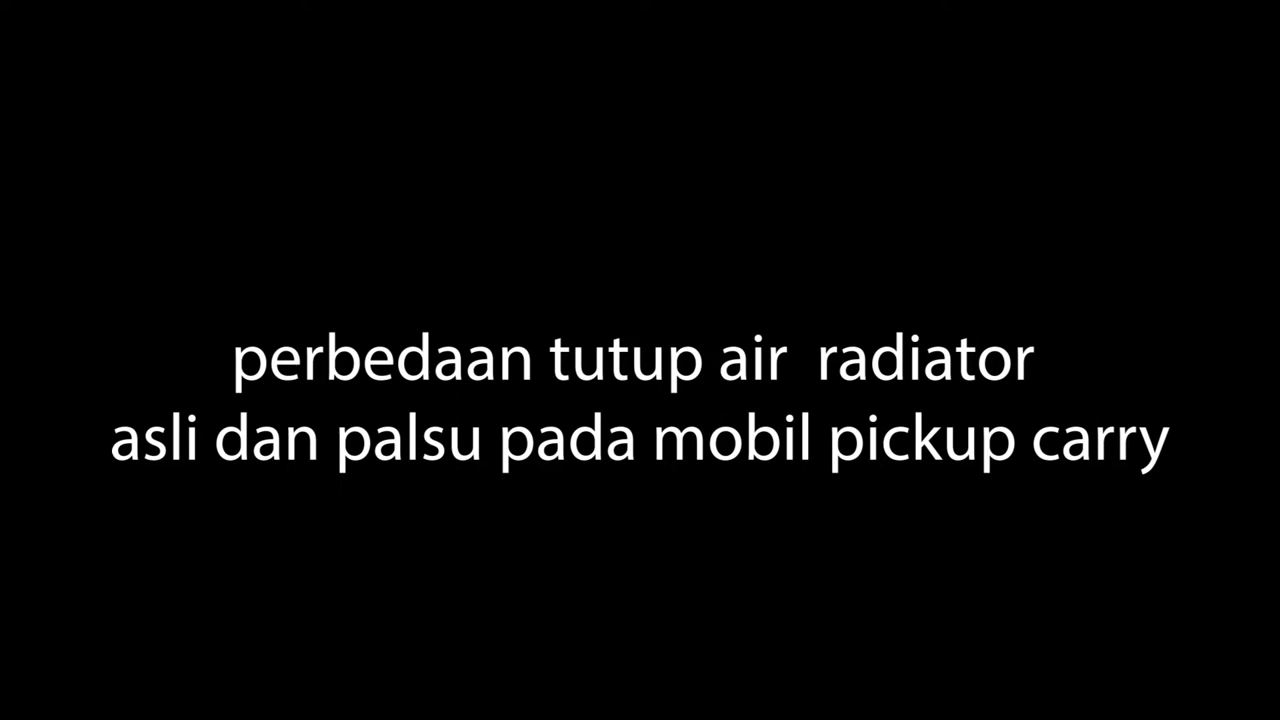 perbedaan tutup air  radiator
asli dan palsu pada mobil pickup carry